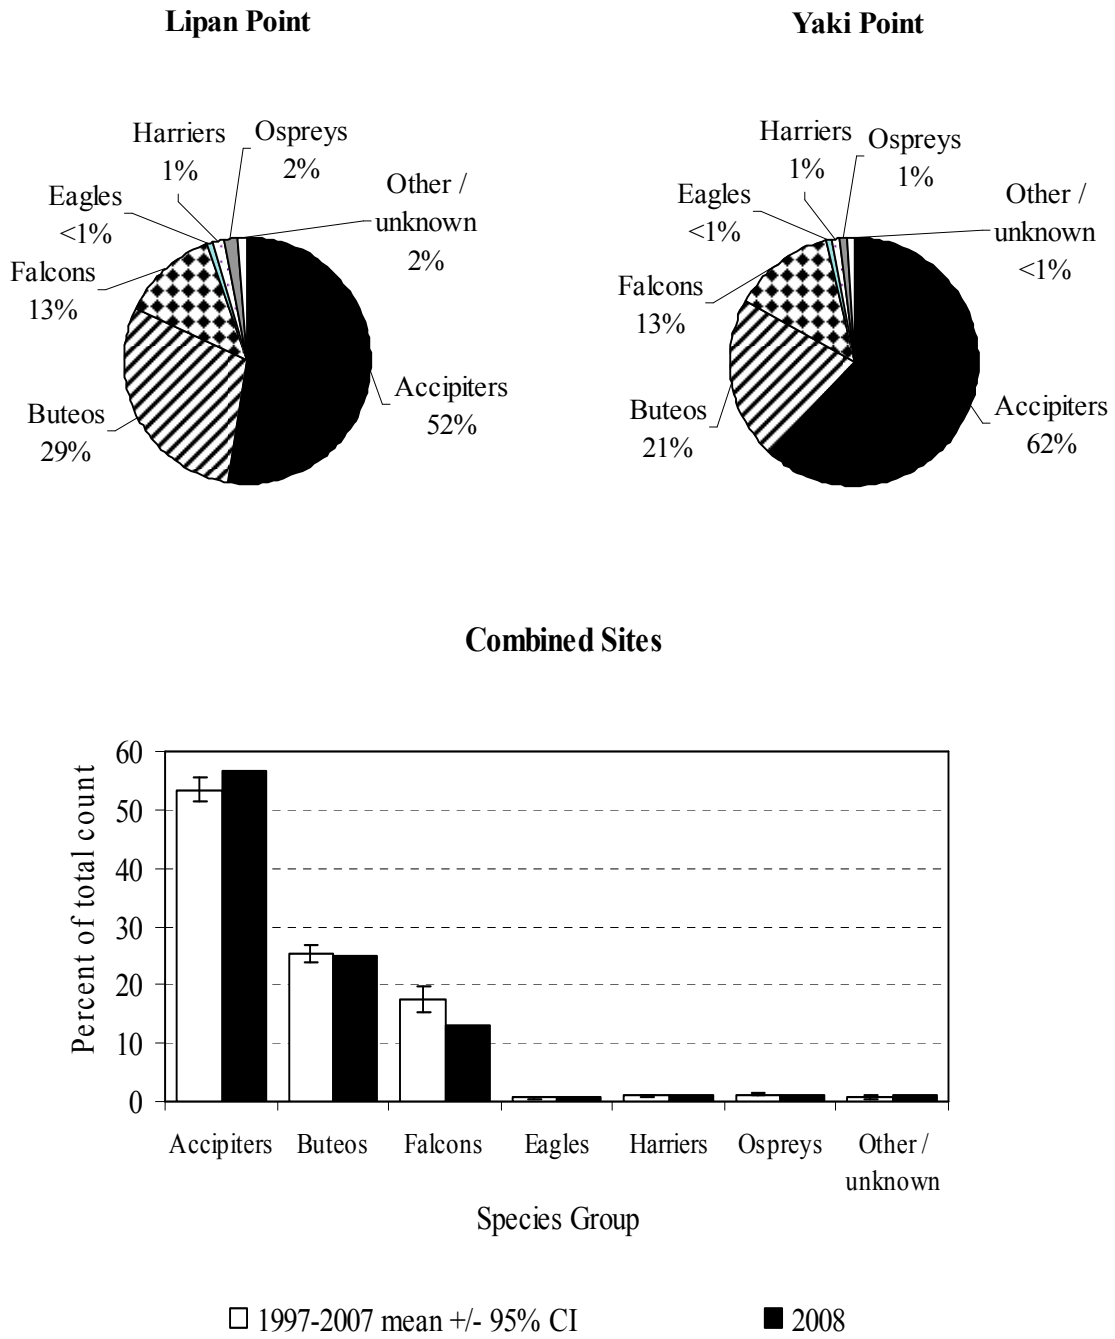 Lipan Point
Harriers
1%
Ospreys
2%
Other /
unknown
2%
Eagles
<1%
Falcons
13%
Buteos
29%
Accipiters
52%
Yaki Point
Harriers
1%
Ospreys
1%
Other /
unknown
<1%
Eagles
<1%
Falcons
13%
Buteos
21%
Accipiters
62%
Combined Sites
Percent of total count
60
50
40
30
20
10
0
Accipiters
Buteos
Falcons
Eagles
Harriers
Ospreys
Other /
unknown
Species Group
1997-2007 mean +/- 95% CI
2008